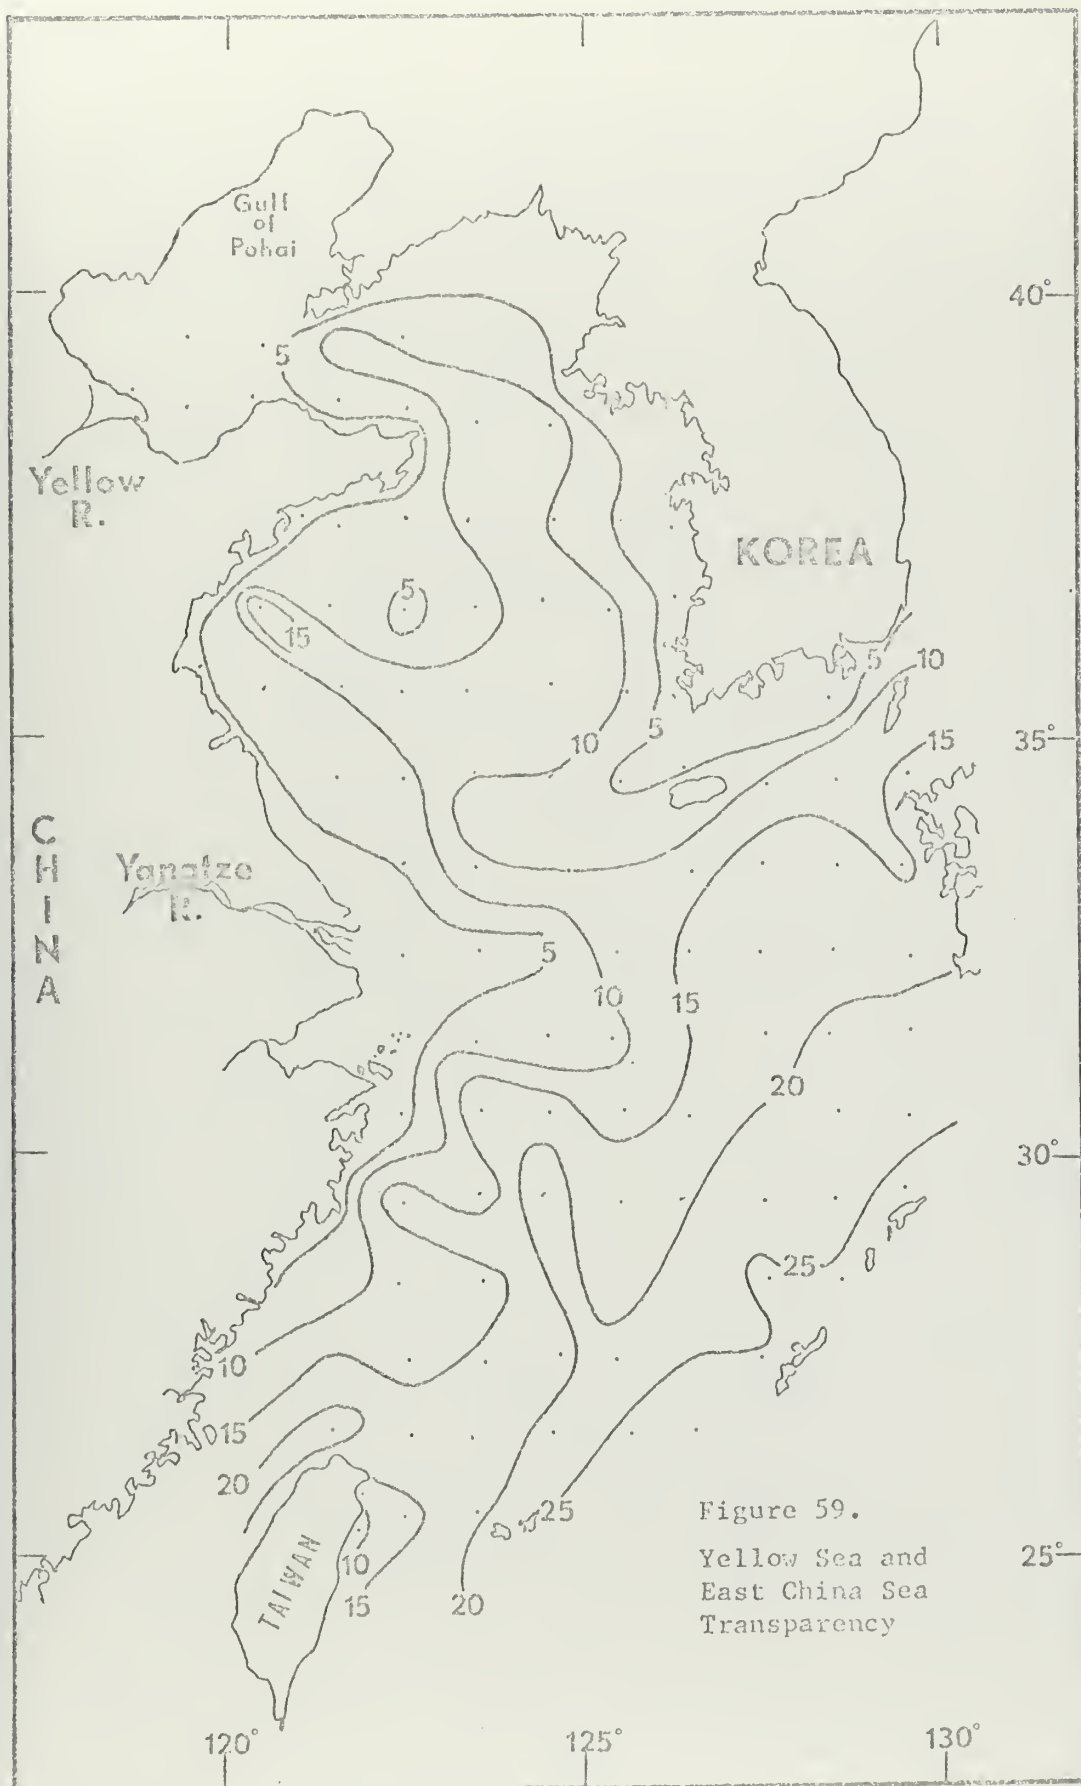 Gulf
of
Pohai
40°
5
Yellow
R.
KOREA
5
15
5
10
5
10
15
35°
CHINA
Yangtze
R.
5
10
15
20
30°
25
10
15
20
25
Figure 59.
Yellow Sea and
East China Sea
Transparency
25°
TAIWAN
10
15
20
120°
125°
130°